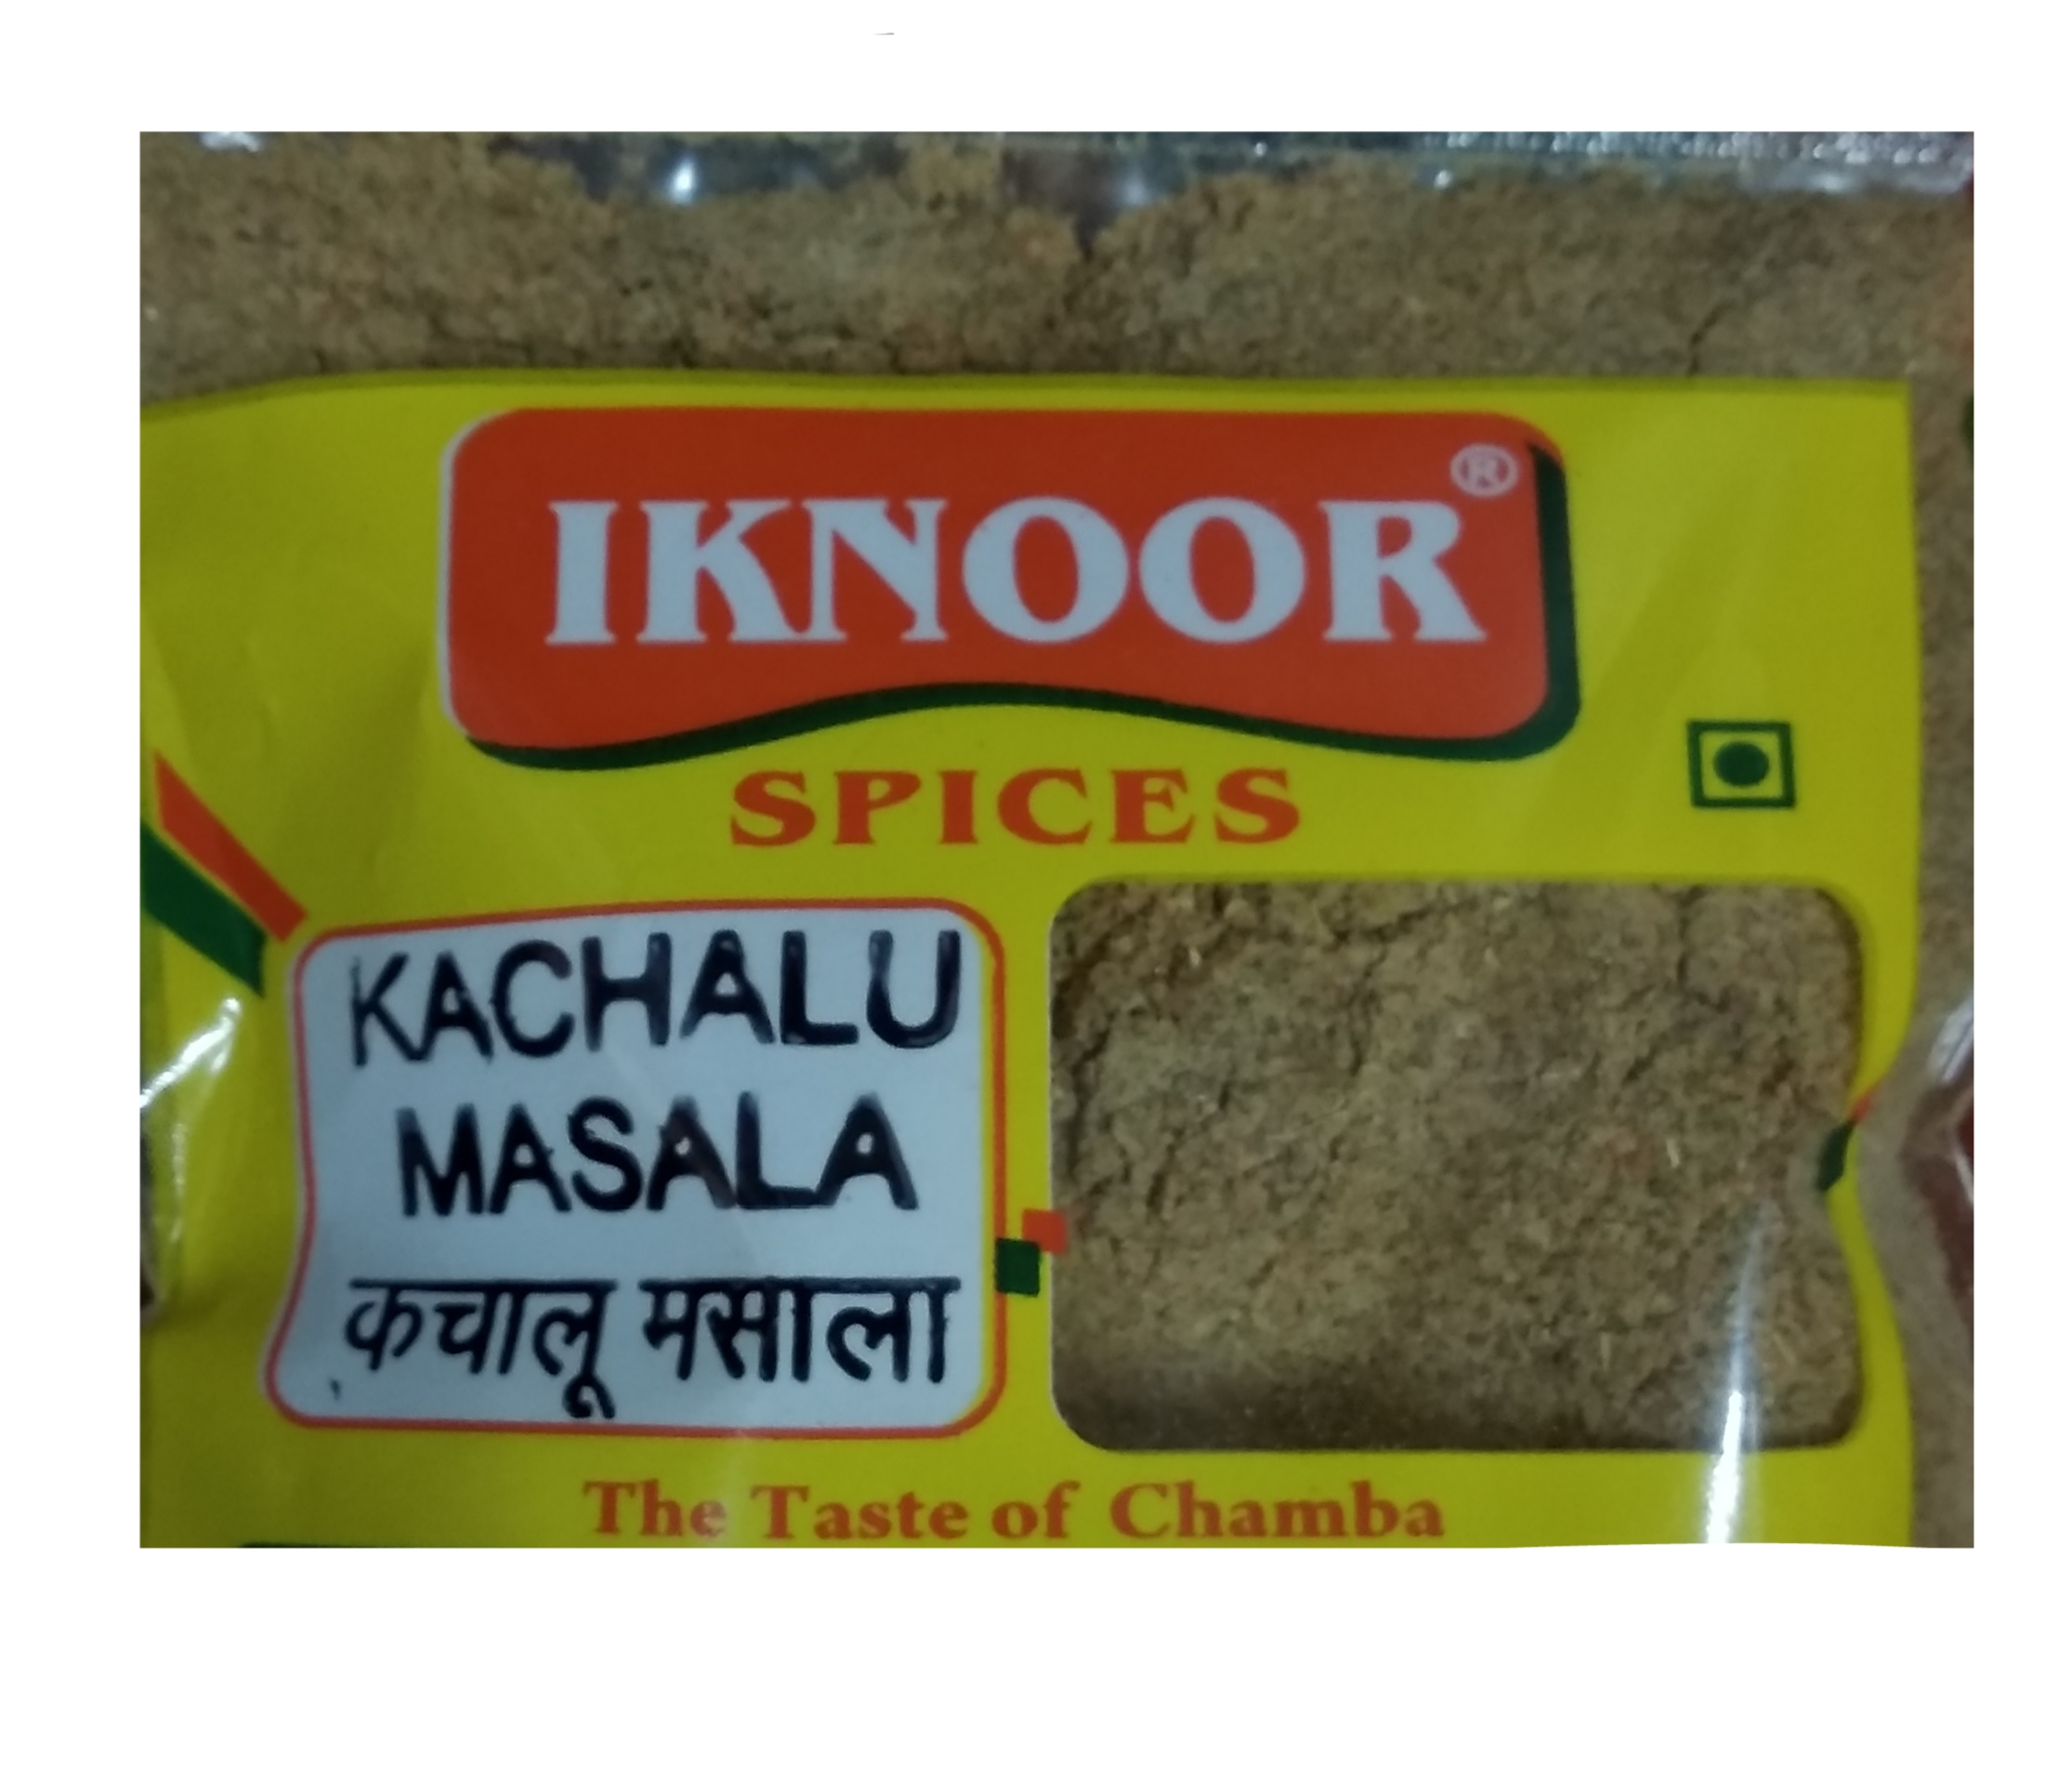 IKNOOR®
SPICES
KACHALU
MASALA
कचालू मसाला
The Taste of Chamba